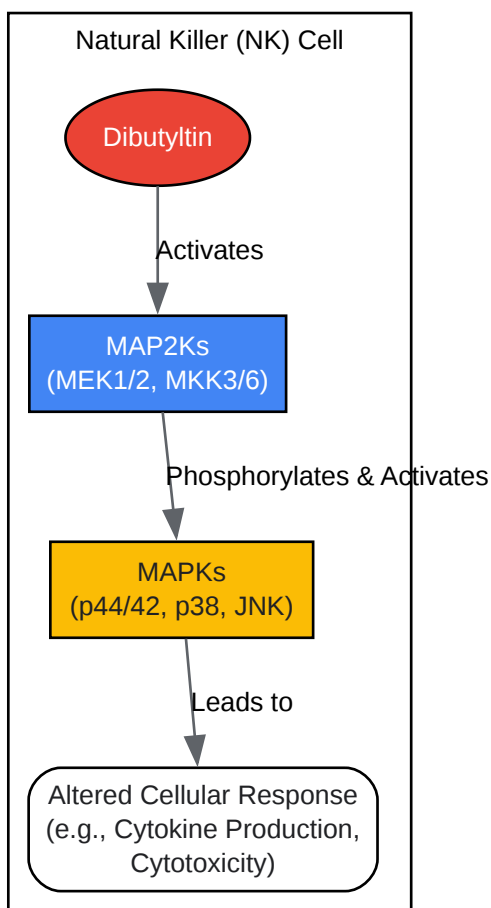 Natural Killer (NK) Cell
Dibutyltin
Activates
MAP2Ks
(MEK1/2, MKK3/6)
Phosphorylates & Activates
MAPKs
(p44/42, p38, JNK)
Leads to
Altered Cellular Response
(e.g., Cytokine Production,
Cytotoxicity)